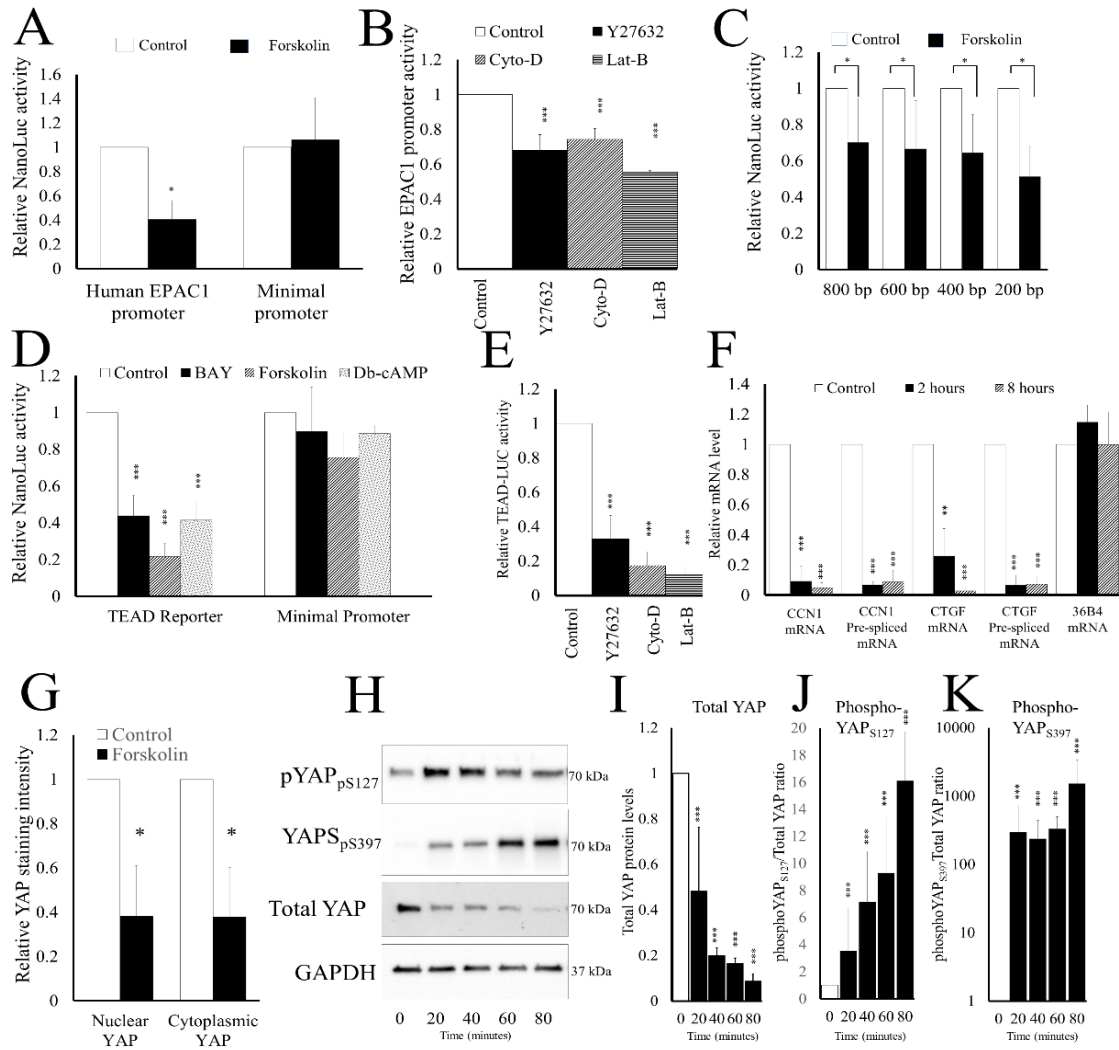 A
Control
Forskolin
Relative NanoLuc activity
1.8
1.6
1.4
1.2
1
0.8
0.6
0.4
0.2
0
*
Human EPAC1
promoter
Minimal
promoter
B
Control
Y27632
Cyto-D
Lat-B
Relative EPAC1 promoter activity
1.2
1
0.8
0.6
0.4
0.2
0
***
***
***
Control
Y27632
Cyto-D
Lat-B
C
Control
Forskolin
Relative NanoLuc activity
1.2
1
0.8
0.6
0.4
0.2
0
*
*
*
*
800 bp
600 bp
400 bp
200 bp
D
Control
BAY
Forskolin
Db-cAMP
Relative NanoLuc activity
1.2
1
0.8
0.6
0.4
0.2
0
***
***
***
TEAD Reporter
Minimal Promoter
E
Relative TEAD-LUC activity
1.2
1
0.8
0.6
0.4
0.2
0
***
***
***
Control
Y27632
Cyto-D
Lat-B
F
Control
2 hours
8 hours
Relative mRNA level
1.4
1.2
1
0.8
0.6
0.4
0.2
0
***
***
***
***
**
***
***
***
CCN1
mRNA
CCN1
Pre-spliced
mRNA
CTGF
mRNA
CTGF
Pre-spliced
mRNA
36B4
mRNA
G
Control
Forskolin
Relative YAP staining intensity
1.2
1
0.8
0.6
0.4
0.2
0
*
*
Nuclear
YAP
Cytoplasmic
YAP
H
pYAPpS127
70 kDa
YAPSpS397
70 kDa
Total YAP
70 kDa
GAPDH
37 kDa
0 20 40 60 80
Time (minutes)
I
Total YAP
Total YAP protein levels
1.2
1
0.8
0.6
0.4
0.2
0
***
***
***
***
0 20 40 60 80
Time (minutes)
J
Phospho-
YAPS127
phosphoYAPS127/Total YAP ratio
20
18
16
14
12
10
8
6
4
2
0
***
***
***
***
0 20 40 60 80
Time (minutes)
K
Phospho-
YAPS397
phosphoYAPS397Total YAP ratio
10000
1000
100
10
1
***
***
***
***
0 20 40 60 80
Time (minutes)